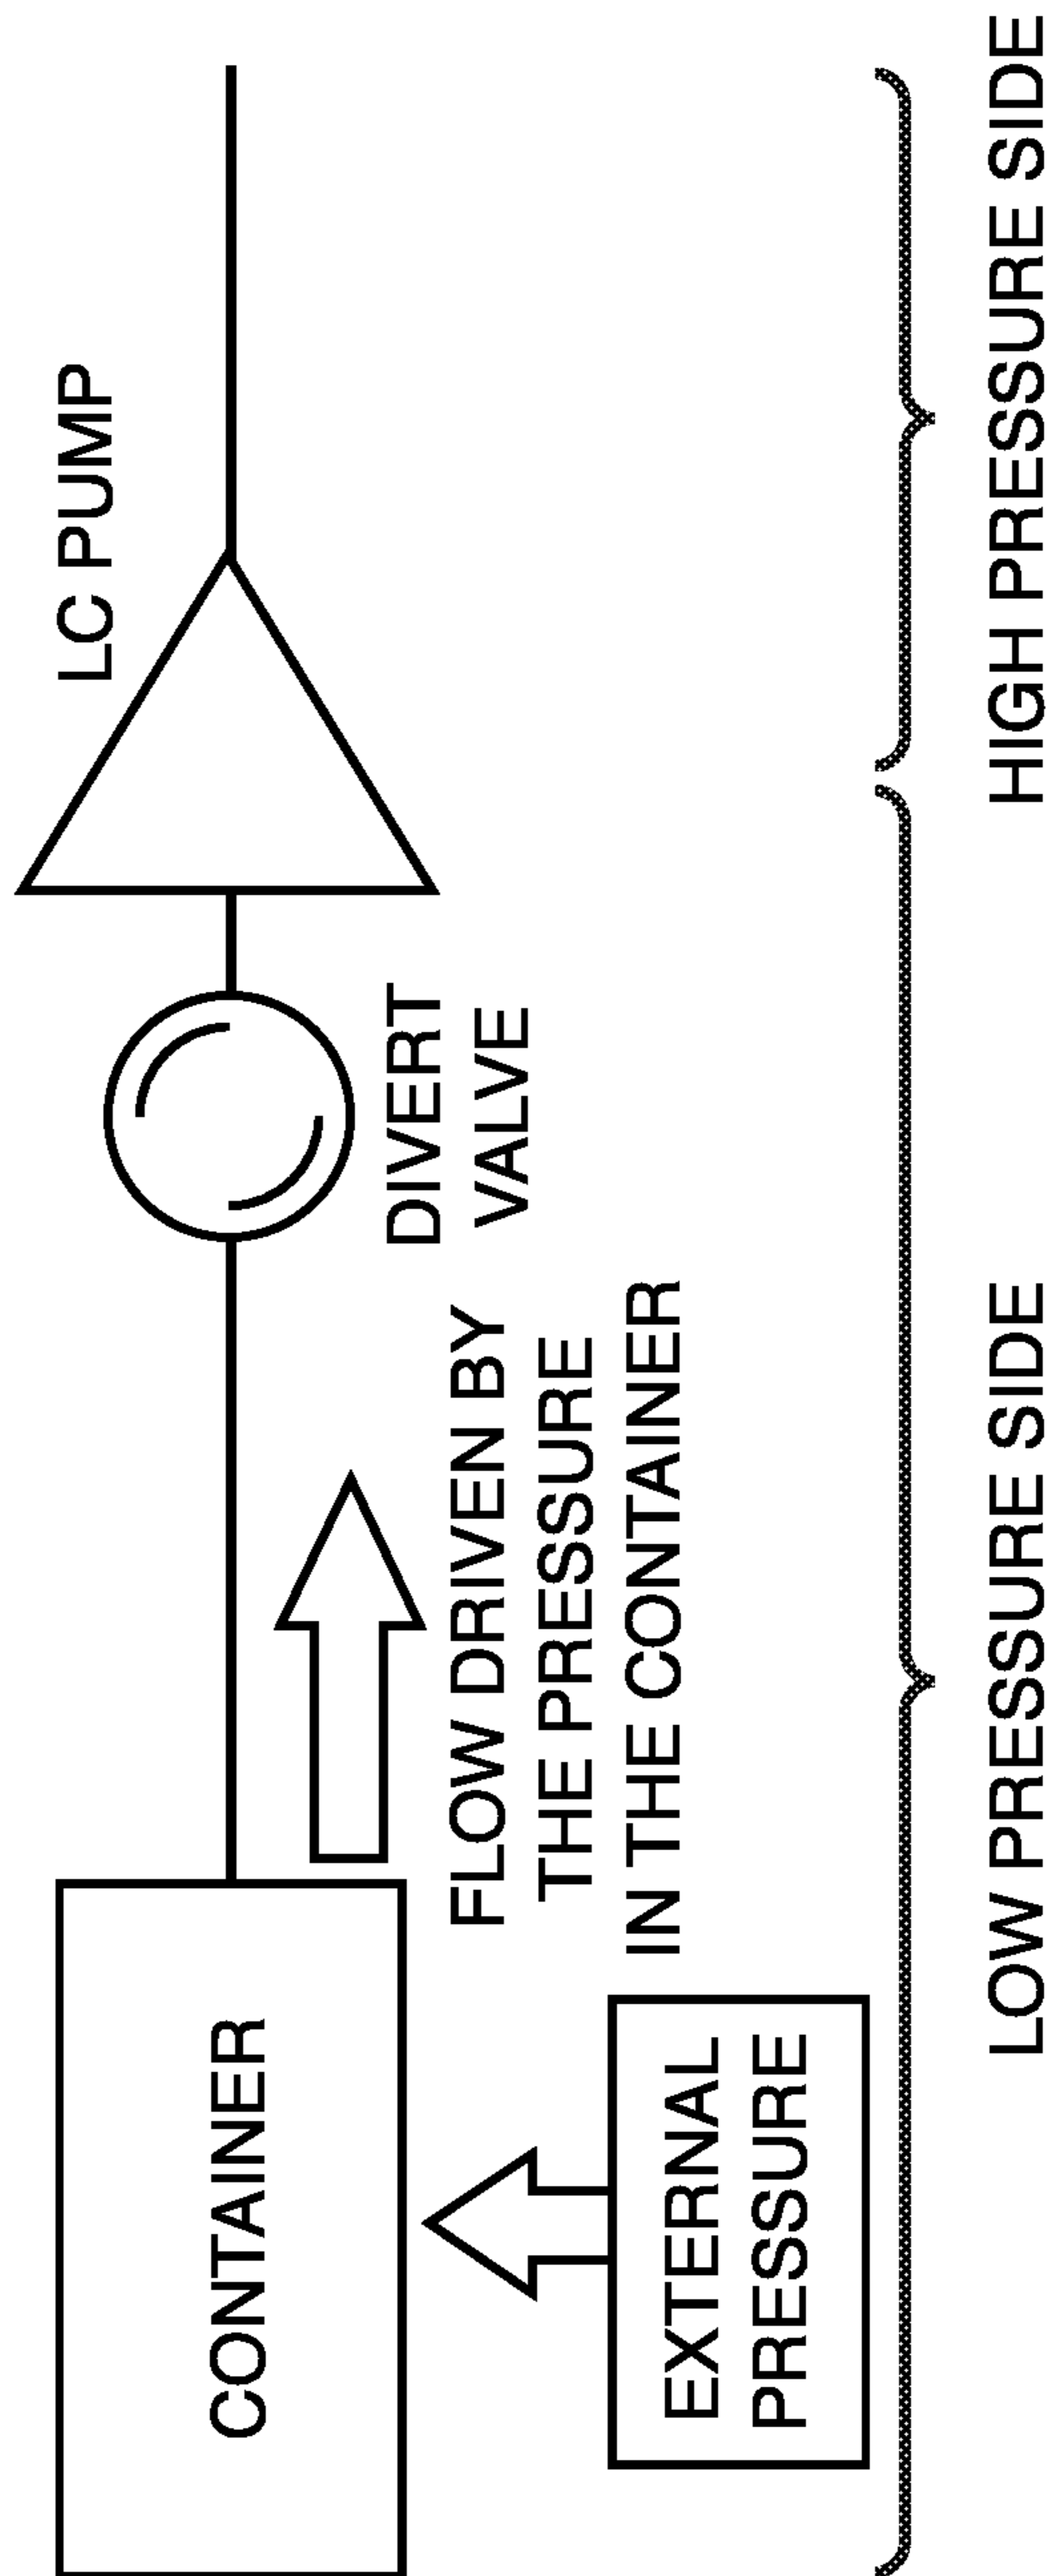 LC PUMP
CONTAINER
DIVERT
VALVE
FLOW DRIVEN BY
THE PRESSURE
IN THE CONTAINER
EXTERNAL
PRESSURE
LOW PRESSURE SIDE
HIGH PRESSURE SIDE